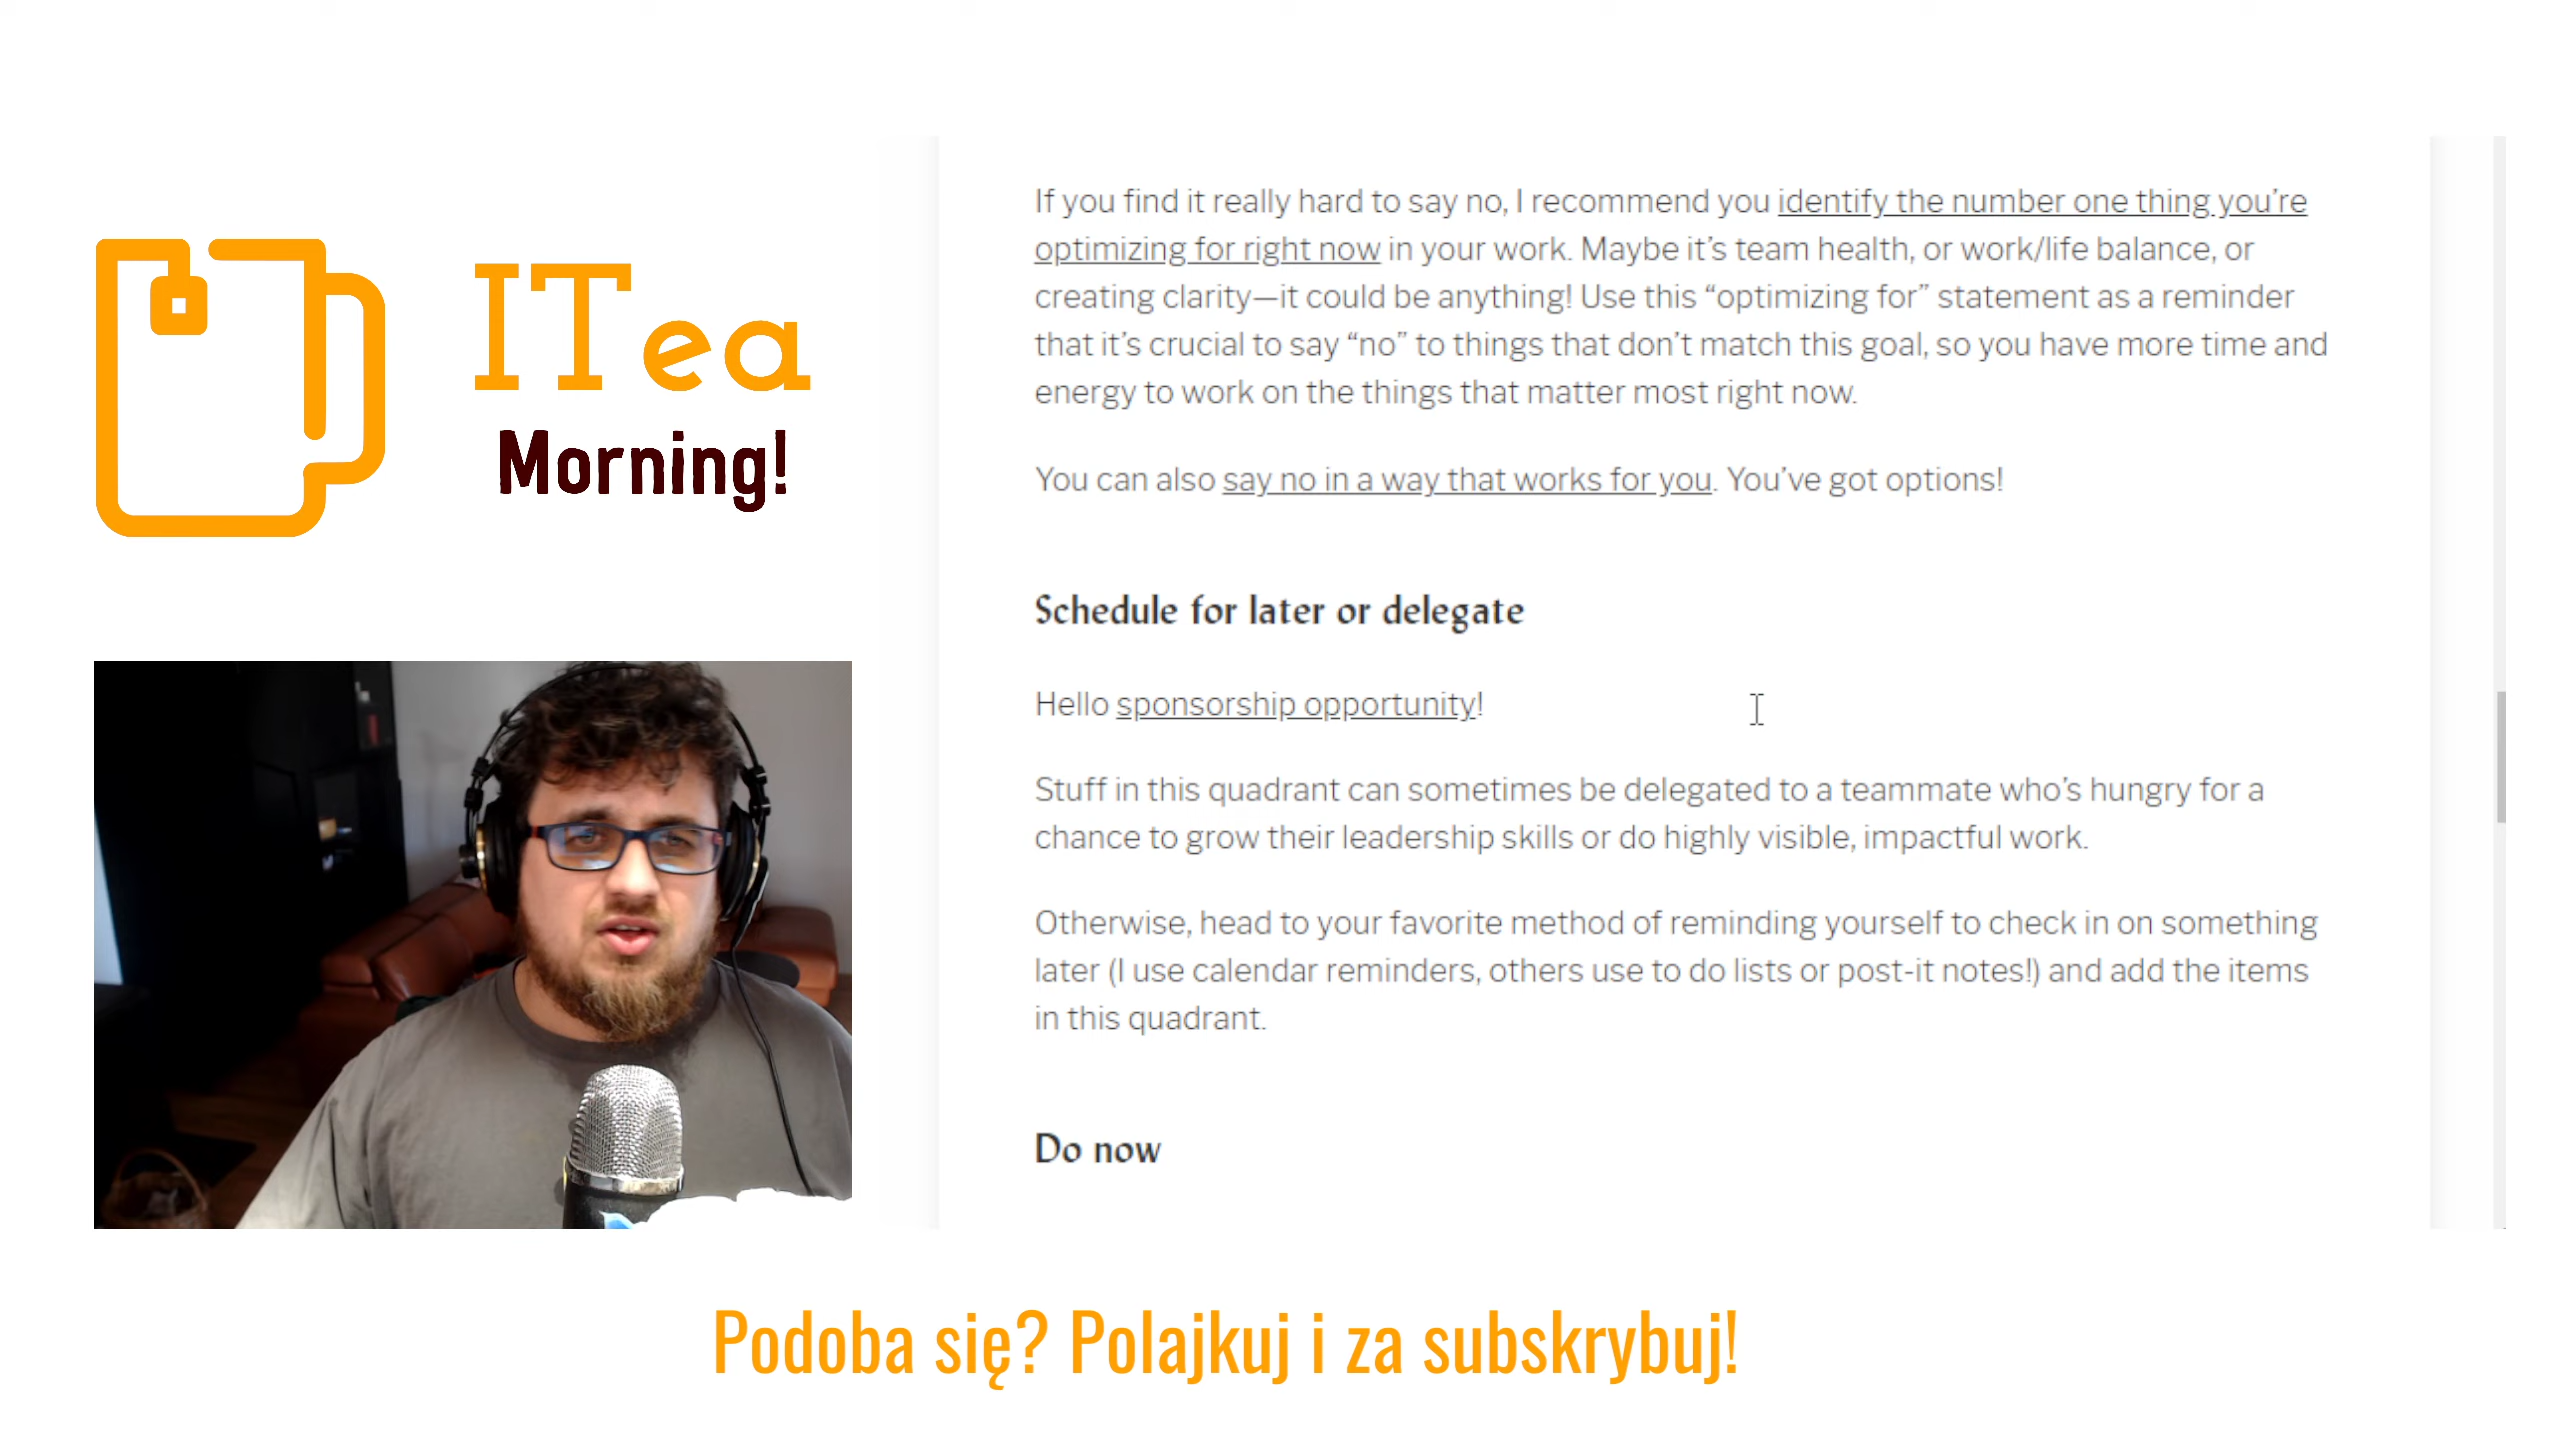 ITea
Morning!
If you find it really hard to say no, I recommend you identify the number one thing you’re
optimizing for right now in your work. Maybe it’s team health, or work/life balance, or
creating clarity—it could be anything! Use this “optimizing for” statement as a reminder
that it’s crucial to say “no” to things that don’t match this goal, so you have more time and
energy to work on the things that matter most right now.
You can also say no in a way that works for you. You’ve got options!
Schedule for later or delegate
Hello sponsorship opportunity!
Stuff in this quadrant can sometimes be delegated to a teammate who’s hungry for a
chance to grow their leadership skills or do highly visible, impactful work.
Otherwise, head to your favorite method of reminding yourself to check in on something
later (I use calendar reminders, others use to do lists or post-it notes!) and add the items
in this quadrant.
Do now
Podoba się? Polajkuj i za subskrybuj!